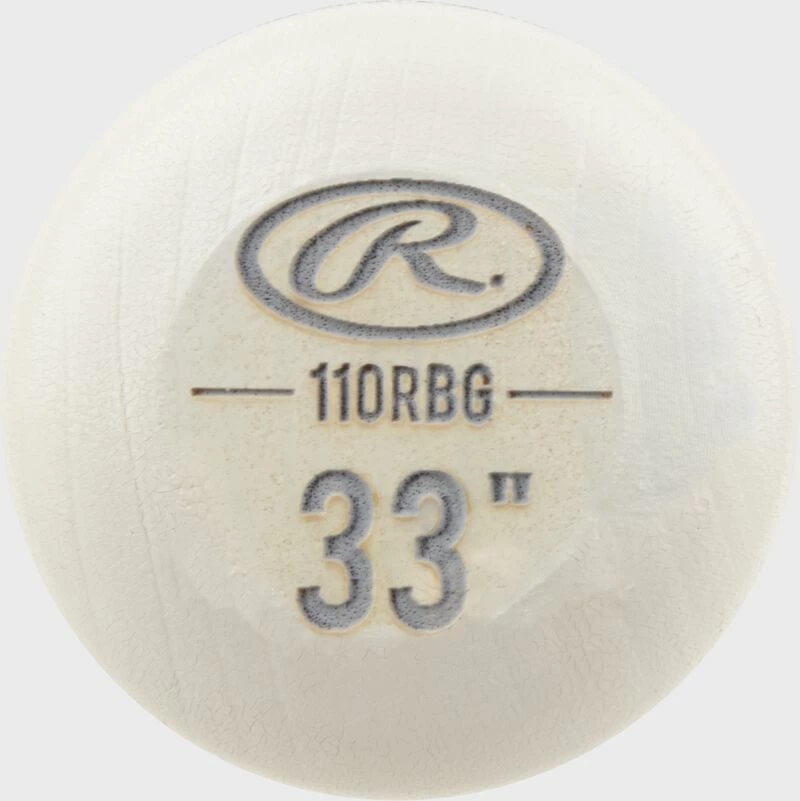 R.
110RBG
33"